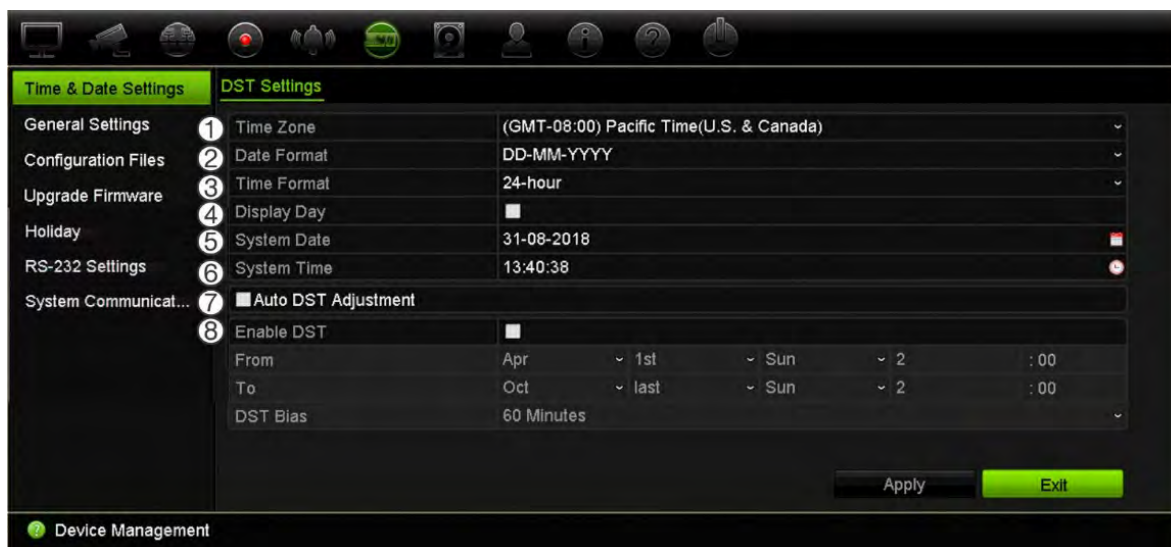 Time & Date Settings
DST Settings
General Settings
Configuration Files
Upgrade Firmware
Holiday
RS-232 Settings
System Communicat...
1 Time Zone (GMT-08:00) Pacific Time(U.S. & Canada)
2 Date Format DD-MM-YYYY
3 Time Format 24-hour
4 Display Day
5 System Date 31-08-2018
6 System Time 13:40:38
7 Auto DST Adjustment
8 Enable DST
From Apr 1st Sun 2 :00
To Oct last Sun 2 :00
DST Bias 60 Minutes
Apply Exit
? Device Management